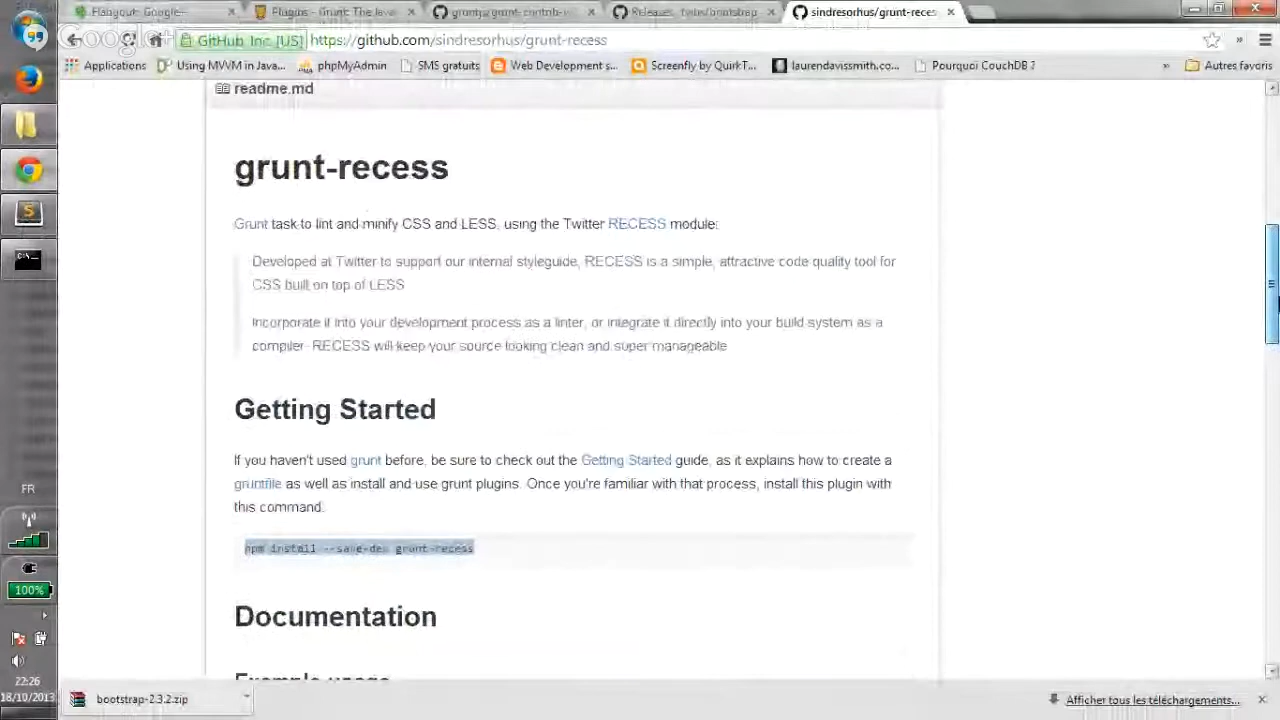 Hangout: Google-
Plugins - Grunt: The Jav
Releases · twbs/bootstrap
sindresorhus/grunt-reces
Google+
GitHub, Inc. [US]
https://github.com/sindresorhus/grunt-recess
Applications
Using MVVM in Java...
phpMyAdmin
SMS gratuits
Web Development s...
Screenfly by QuirkT...
laurendavissmith.co...
Pourquoi CouchDB ?
»
Autres favoris
readme.md
grunt-recess
Grunt task to lint and minify CSS and LESS, using the Twitter RECESS module:
Developed at Twitter to support our internal styleguide, RECESS is a simple, attractive code quality tool for
CSS built on top of LESS
Incorporate it into your development process as a linter, or integrate it directly into your build system as a
compiler. RECESS will keep your source looking clean and super manageable
Getting Started
If you haven't used grunt before, be sure to check out the Getting Started guide, as it explains how to create a
gruntfile as well as install and use grunt plugins. Once you're familiar with that process, install this plugin with
this command:
npm install --save-dev grunt-recess
Documentation
Example usage
FR
100%
22:26
18/10/2013
bootstrap-2.3.2.zip
Afficher tous les téléchargements...